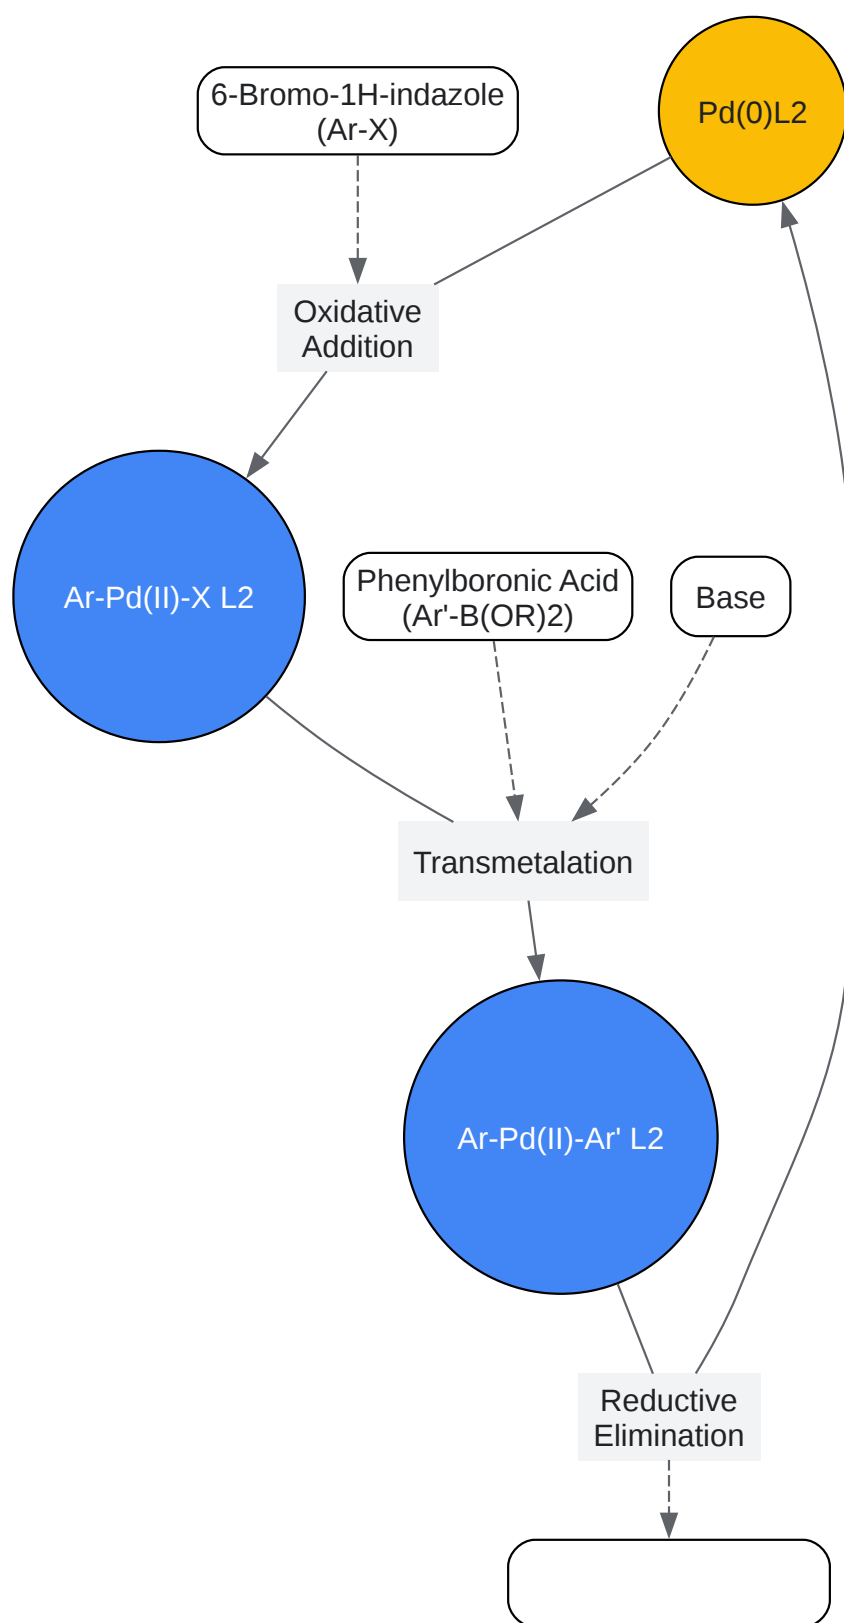 6-Bromo-1H-indazole
(Ar-X)
Pd(0)L2
Oxidative
Addition
Ar-Pd(II)-X L2
Phenylboronic Acid
(Ar'-B(OR)2)
Base
Transmetalation
Ar-Pd(II)-Ar' L2
Reductive
Elimination